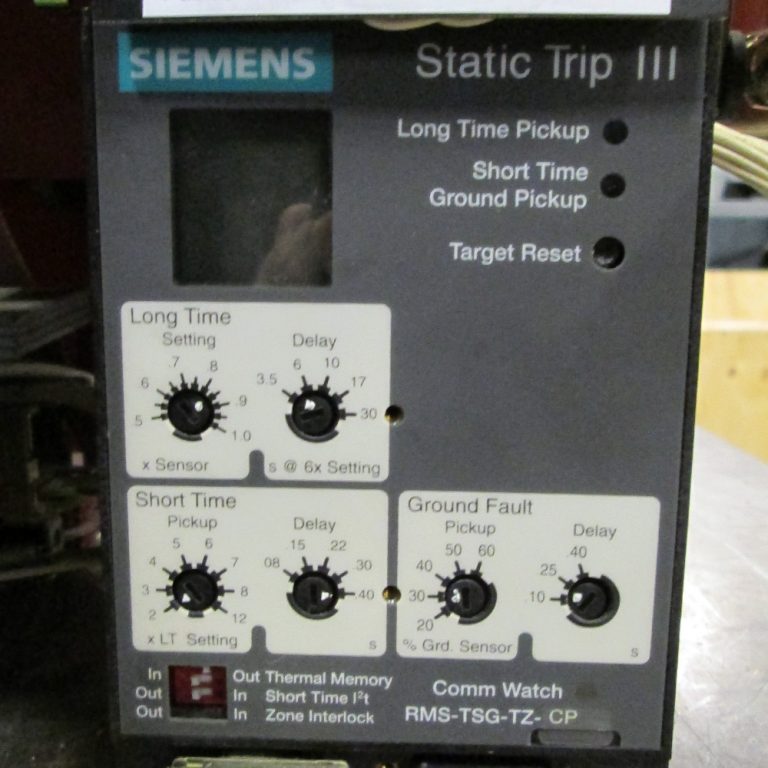 SIEMENS
Static Trip III
Long Time Pickup
Short Time
Ground Pickup
Target Reset
Long Time
Setting
Delay
.5 .6 .7 .8 .9 1.0
3.5 6 10 17 30
x Sensor
s @ 6x Setting
Short Time
Pickup
Delay
2 3 4 5 6 7 8 12
.08 .15 .22 .30 .40
x LT Setting
s
Ground Fault
Pickup
Delay
20 30 40 50 60
.10 .25 .40
% Grd. Sensor
s
In Out Thermal Memory
Out In Short Time I²t
Out In Zone Interlock
Comm Watch
RMS-TSG-TZ- CP